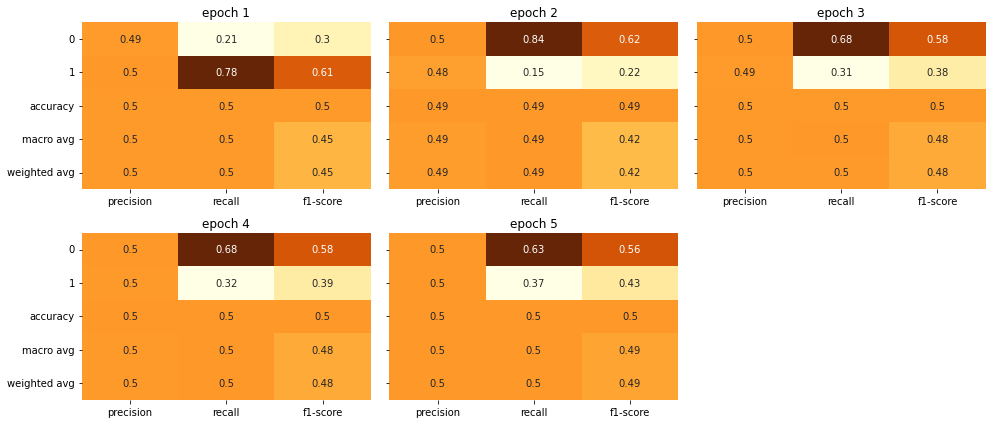 epoch 1 epoch 2 epoch 3
0 0.49 0.21 0.3 0.5 0.84 0.62 0.5 0.68 0.58
1 0.5 0.78 0.61 0.48 0.15 0.22 0.49 0.31 0.38
accuracy 0.5 0.5 0.5 0.49 0.49 0.49 0.5 0.5 0.5
macro avg 0.5 0.5 0.45 0.49 0.49 0.42 0.5 0.5 0.48
weighted avg 0.5 0.5 0.45 0.49 0.49 0.42 0.5 0.5 0.48
precision recall f1-score precision recall f1-score precision recall f1-score
epoch 4 epoch 5
0 0.5 0.68 0.58 0.5 0.63 0.56
1 0.5 0.32 0.39 0.5 0.37 0.43
accuracy 0.5 0.5 0.5 0.5 0.5 0.5
macro avg 0.5 0.5 0.48 0.5 0.5 0.49
weighted avg 0.5 0.5 0.48 0.5 0.5 0.49
precision recall f1-score precision recall f1-score